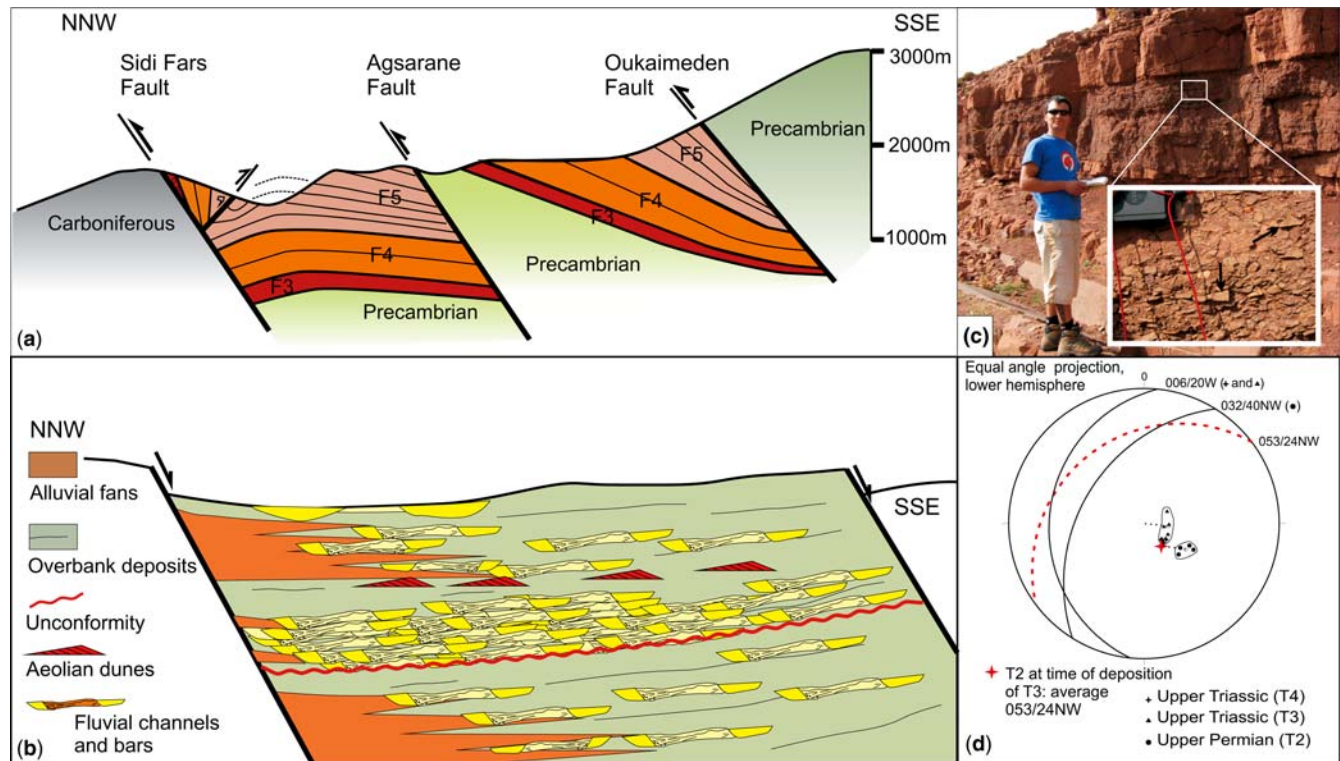 NNW
SSE
Sidi Fars
Fault
Agsarane
Fault
Oukaimeden
Fault
3000m
2000m
1000m
Precambrian
F5
F4
F3
Carboniferous
F5
F4
F3
Precambrian
Precambrian
(a)
(c)
NNW
SSE
Alluvial fans
Overbank deposits
Unconformity
Aeolian dunes
Fluvial channels
and bars
(b)
Equal angle projection,
lower hemisphere
0
006/20W (+ and ▲)
032/40NW (●)
053/24NW
T2 at time of deposition
of T3: average
053/24NW
+ Upper Triassic (T4)
▲ Upper Triassic (T3)
● Upper Permian (T2)
(d)